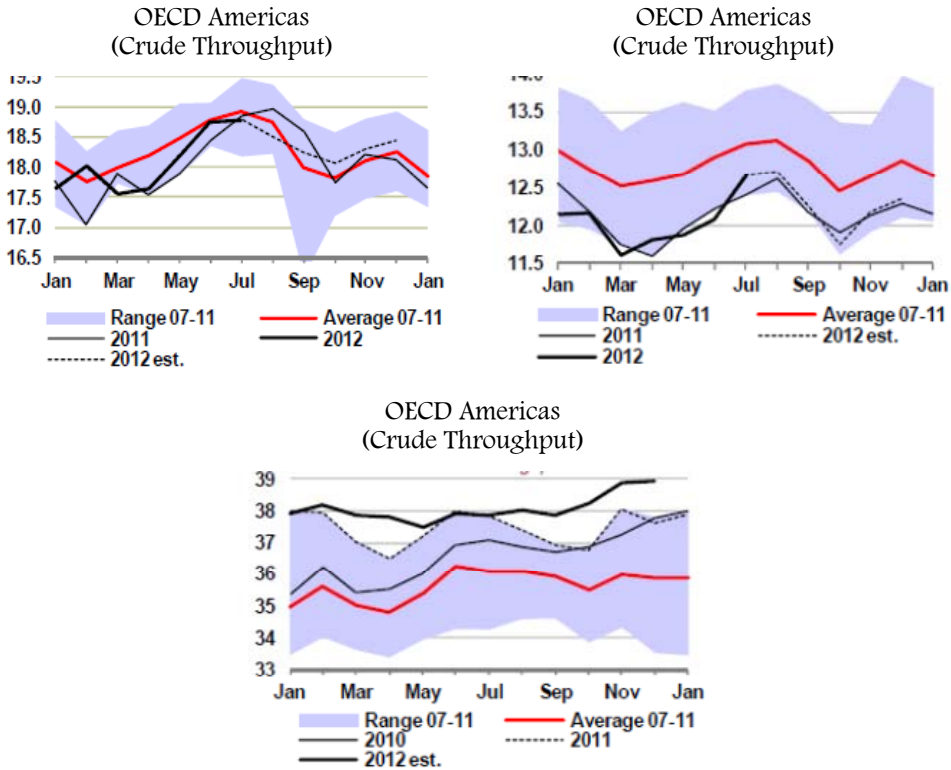 OECD Americas
(Crude Throughput)
19.5
19.0
18.5
18.0
17.5
17.0
16.5
Jan Mar May Jul Sep Nov Jan
Range 07-11 Average 07-11
2011 2012
2012 est.
OECD Americas
(Crude Throughput)
14.0
13.5
13.0
12.5
12.0
11.5
Jan Mar May Jul Sep Nov Jan
Range 07-11 Average 07-11
2011 2012 est.
2012
OECD Americas
(Crude Throughput)
39
38
37
36
35
34
33
Jan Mar May Jul Sep Nov Jan
Range 07-11 Average 07-11
2010 2011
2012 est.